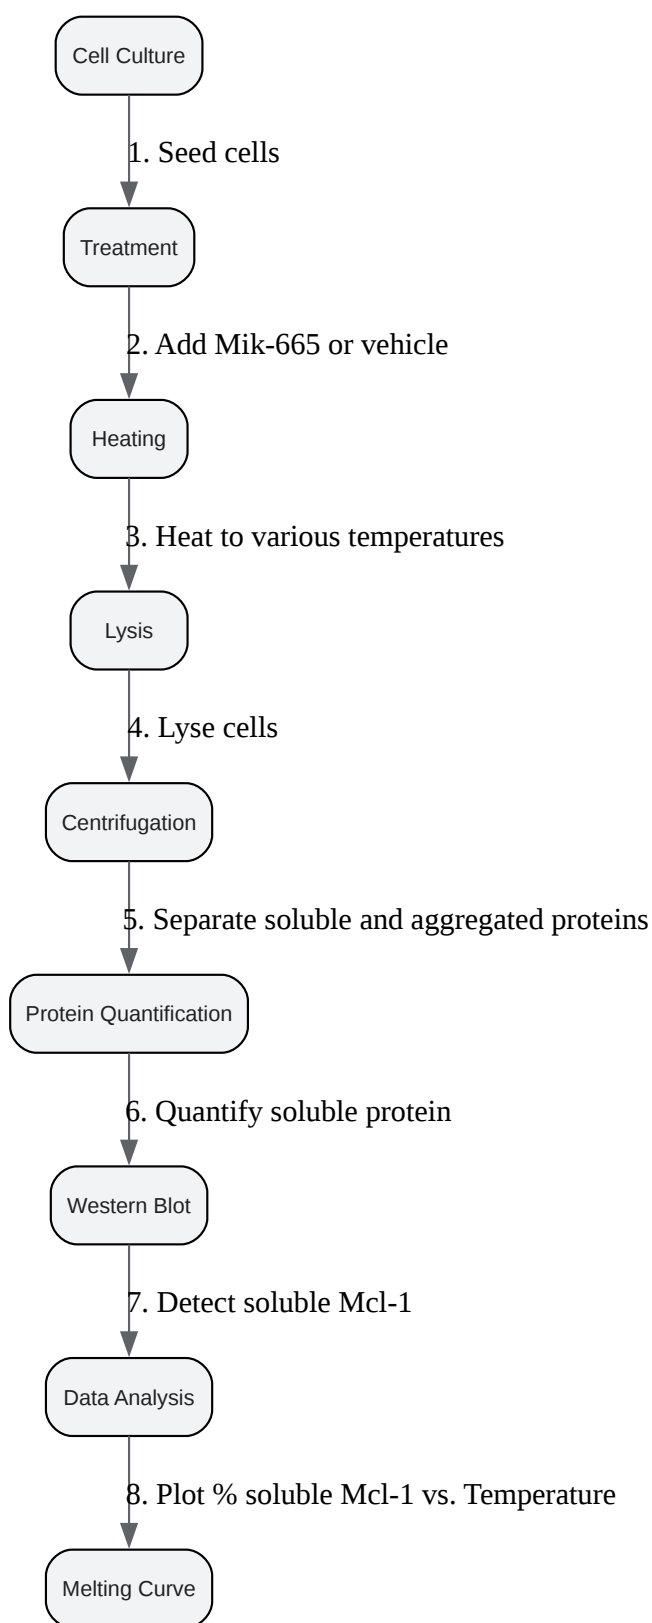 Cell Culture
1. Seed cells
Treatment
2. Add Mik-665 or vehicle
Heating
3. Heat to various temperatures
Lysis
4. Lyse cells
Centrifugation
5. Separate soluble and aggregated proteins
Protein Quantification
6. Quantify soluble protein
Western Blot
7. Detect soluble Mcl-1
Data Analysis
8. Plot % soluble Mcl-1 vs. Temperature
Melting Curve